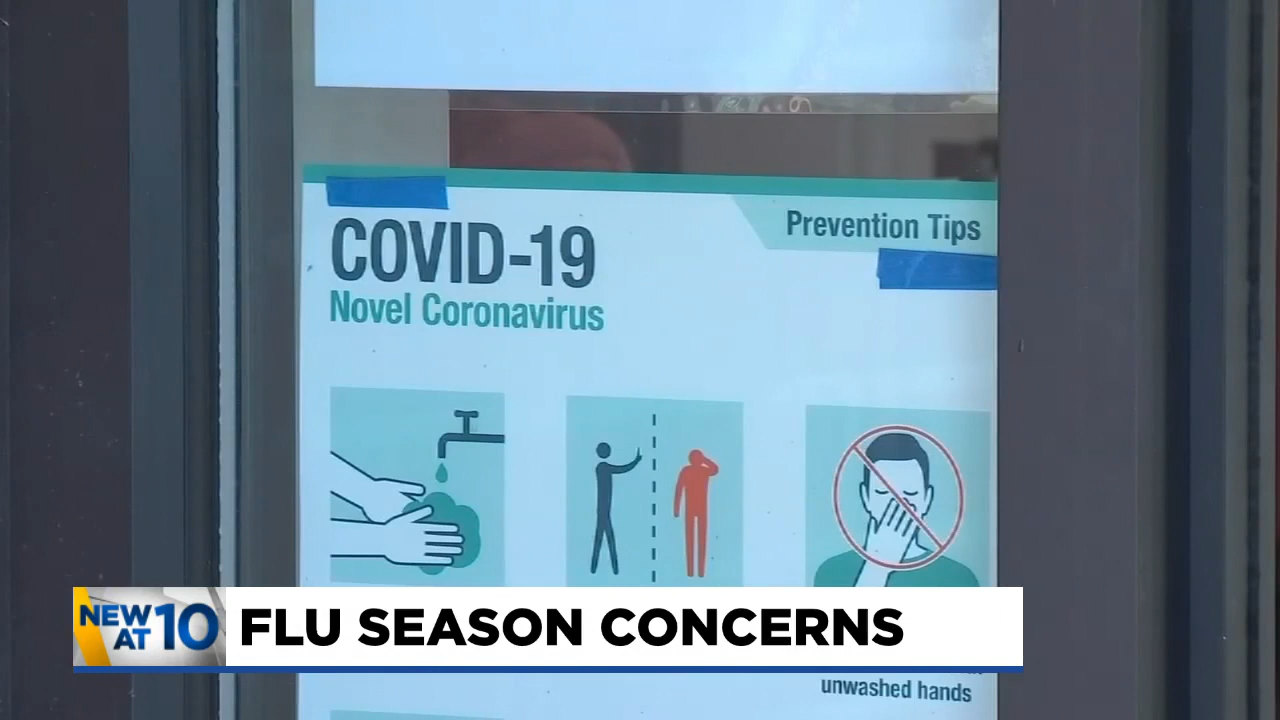 COVID-19
Prevention Tips
Novel Coronavirus
NEW
AT 10
FLU SEASON CONCERNS
unwashed hands